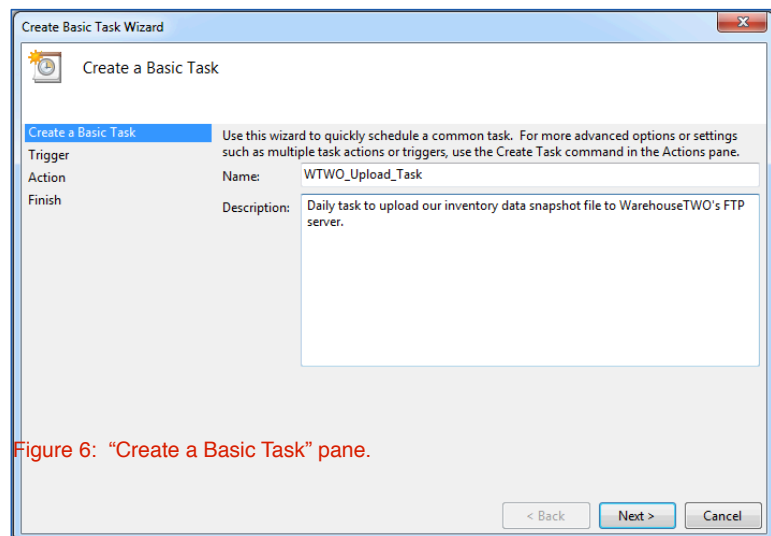 Create Basic Task Wizard
Create a Basic Task
Create a Basic Task
Use this wizard to quickly schedule a common task. For more advanced options or settings
such as multiple task actions or triggers, use the Create Task command in the Actions pane.
Trigger
Action
Finish
Name:
WTWO_Upload_Task
Description:
Daily task to upload our inventory data snapshot file to WarehouseTWO's FTP
server.
Figure 6: “Create a Basic Task” pane.
< Back
Next >
Cancel